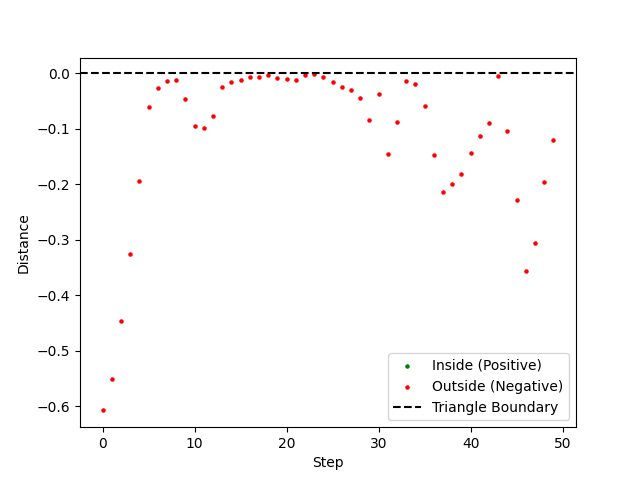 0.0
−0.1
−0.2
−0.3
−0.4
−0.5
−0.6
Distance
Inside (Positive)
Outside (Negative)
Triangle Boundary
0 10 20 30 40 50
Step